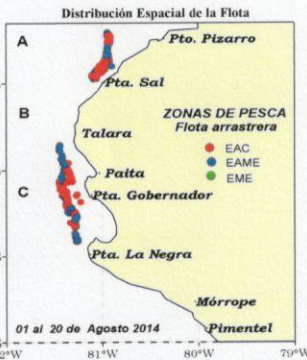 Distribución Espacial de la Flota
A
Pto. Pizarro
Pta. Sal
B
ZONAS DE PESCA
Flota arrastrera
Talara
EAC
EAME
EME
Paita
C
Pta. Gobernador
Pta. La Negra
Mórrope
01 al 20 de Agosto 2014
Pimentel
2°W 81°W 80°W 79°W